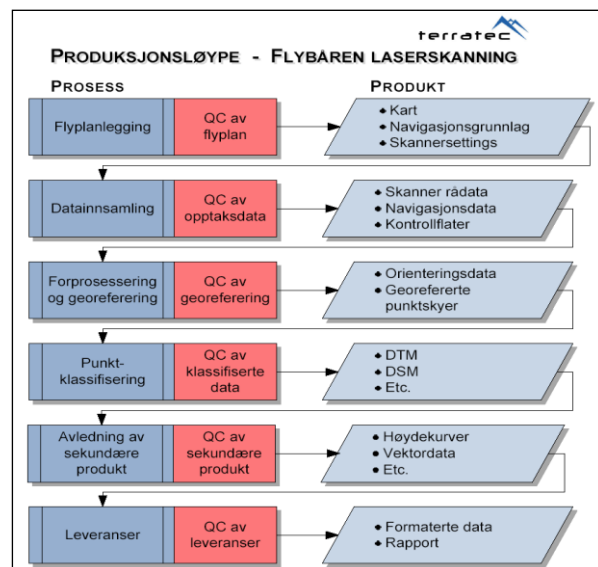 terratec
PRODUKSJONSLØYPE - FLYBÅREN LASERSKANNING
PROSESS
PRODUKT
Flyplanlegging
QC av
flyplan
Kart
Navigasjonsgrunnlag
Skannersettings
Datainnsamling
QC av
opptaksdata
Skanner rådata
Navigasjonsdata
Kontrollflater
Forprosessering
og georeferering
QC av
georeferering
Orienteringsdata
Georefererte
punktskyer
Punkt-
klassifisering
QC av
klassifiserte
data
DTM
DSM
Etc.
Avledning av
sekundære
produkt
QC av
sekundære
produkt
Høydekurver
Vektordata
Etc.
Leveranser
QC av
leveranser
Formaterte data
Rapport